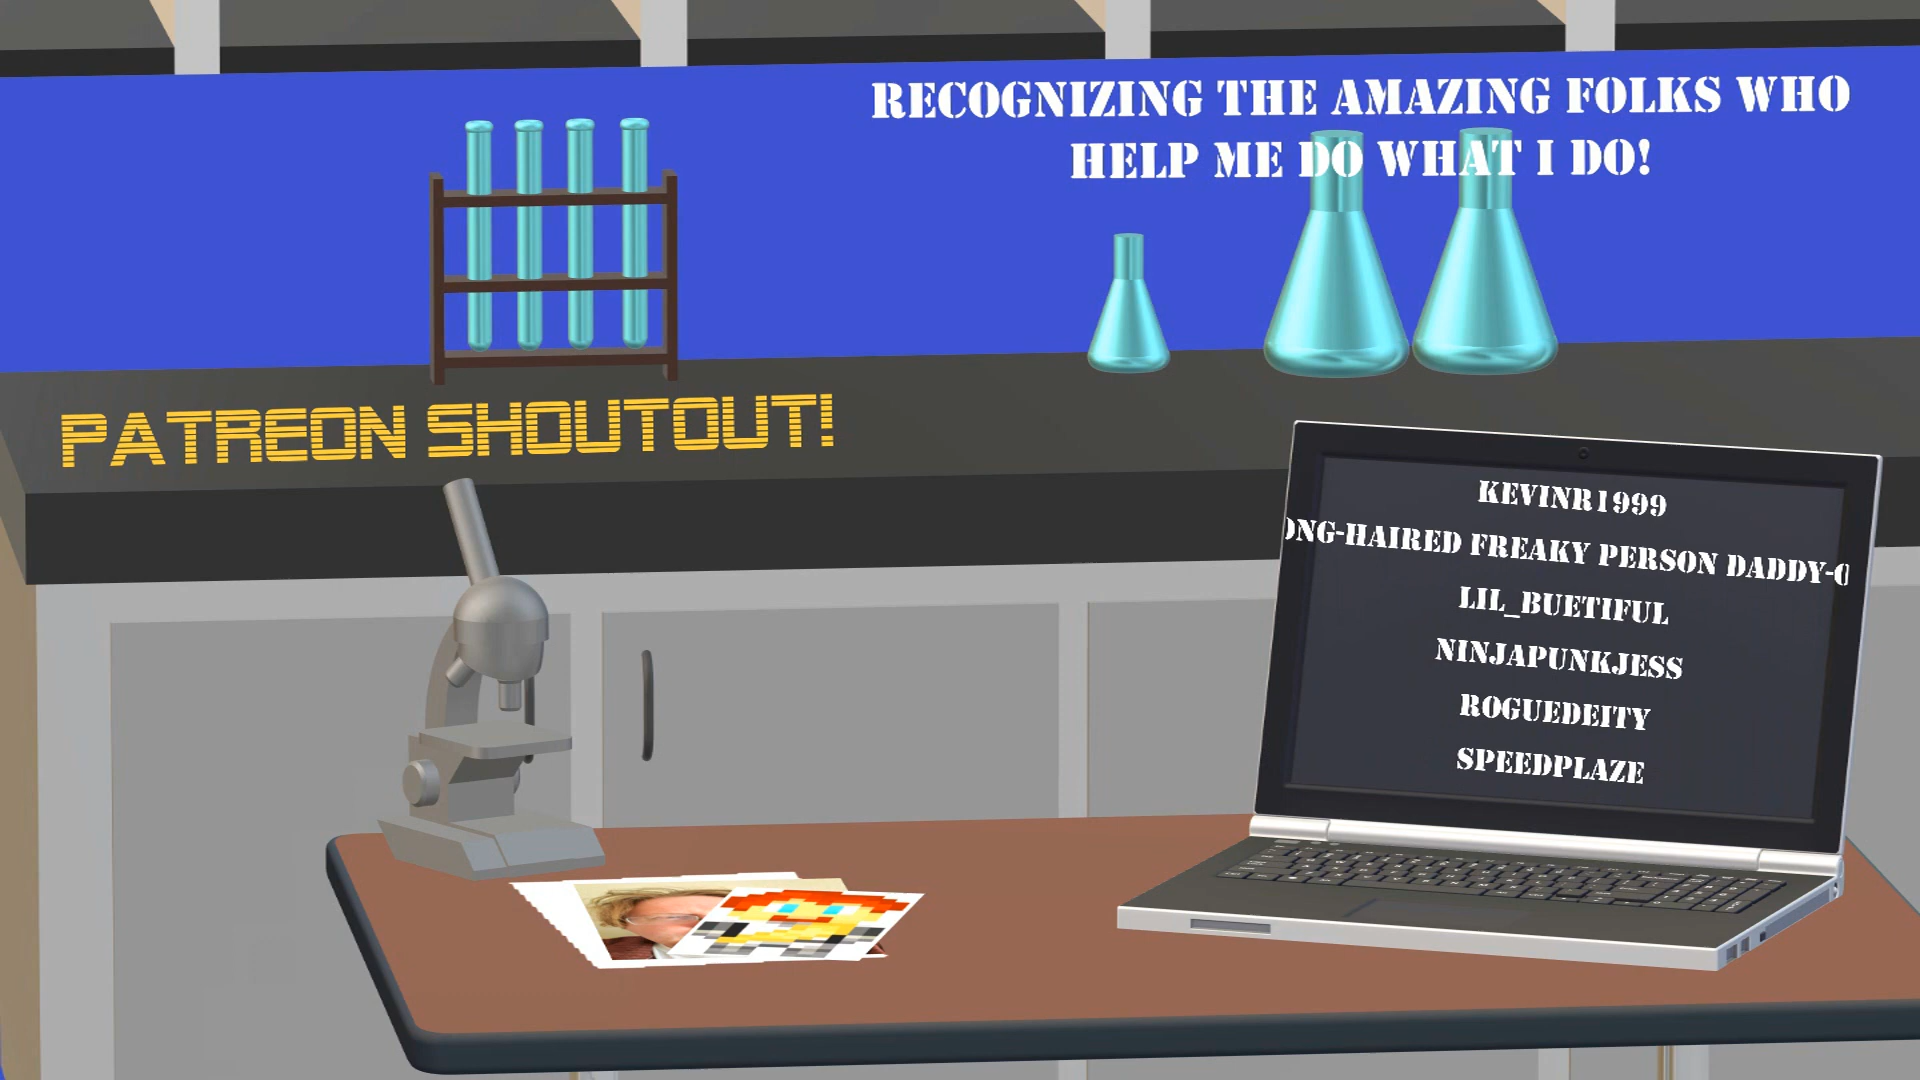 RECOGNIZING THE AMAZING FOLKS WHO
HELP ME DO WHAT I DO!
PATREON SHOUTOUT!
KEVINR1999
ONG-HAIRED FREAKY PERSON DADDY-O
LIL_BUETIFUL
NINJAPUNKJESS
ROGUEDEITY
SPEEDPLAZE